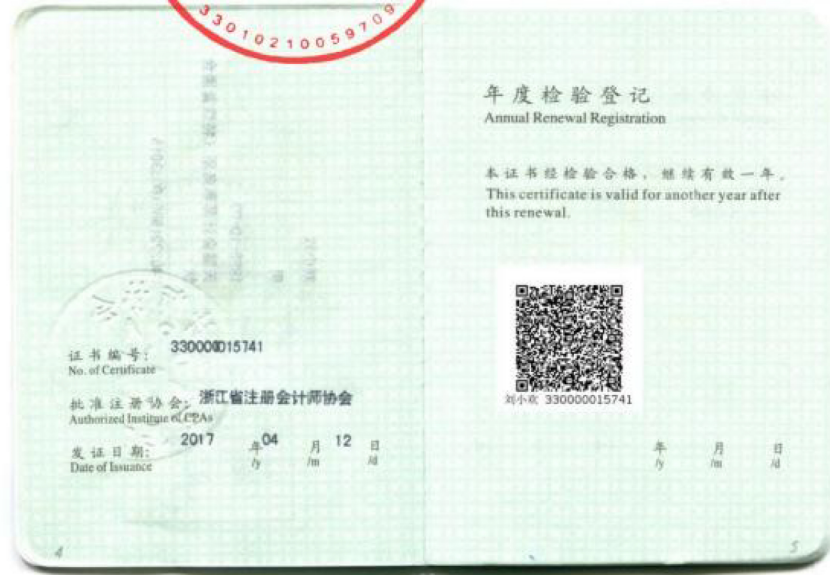 33010210059709
证书编号: 330000015741
No. of Certificate
批准注册协会: 浙江省注册会计师协会
Authorized Institute of CPAs
发证日期: 2017 年 04 月 12 日
Date of Issuance /y /m /d
4
年度检验登记
Annual Renewal Registration
本证书经检验合格，继续有效一年。
This certificate is valid for another year after
this renewal.
刘小欢 330000015741
年 月 日
/y /m /d
5